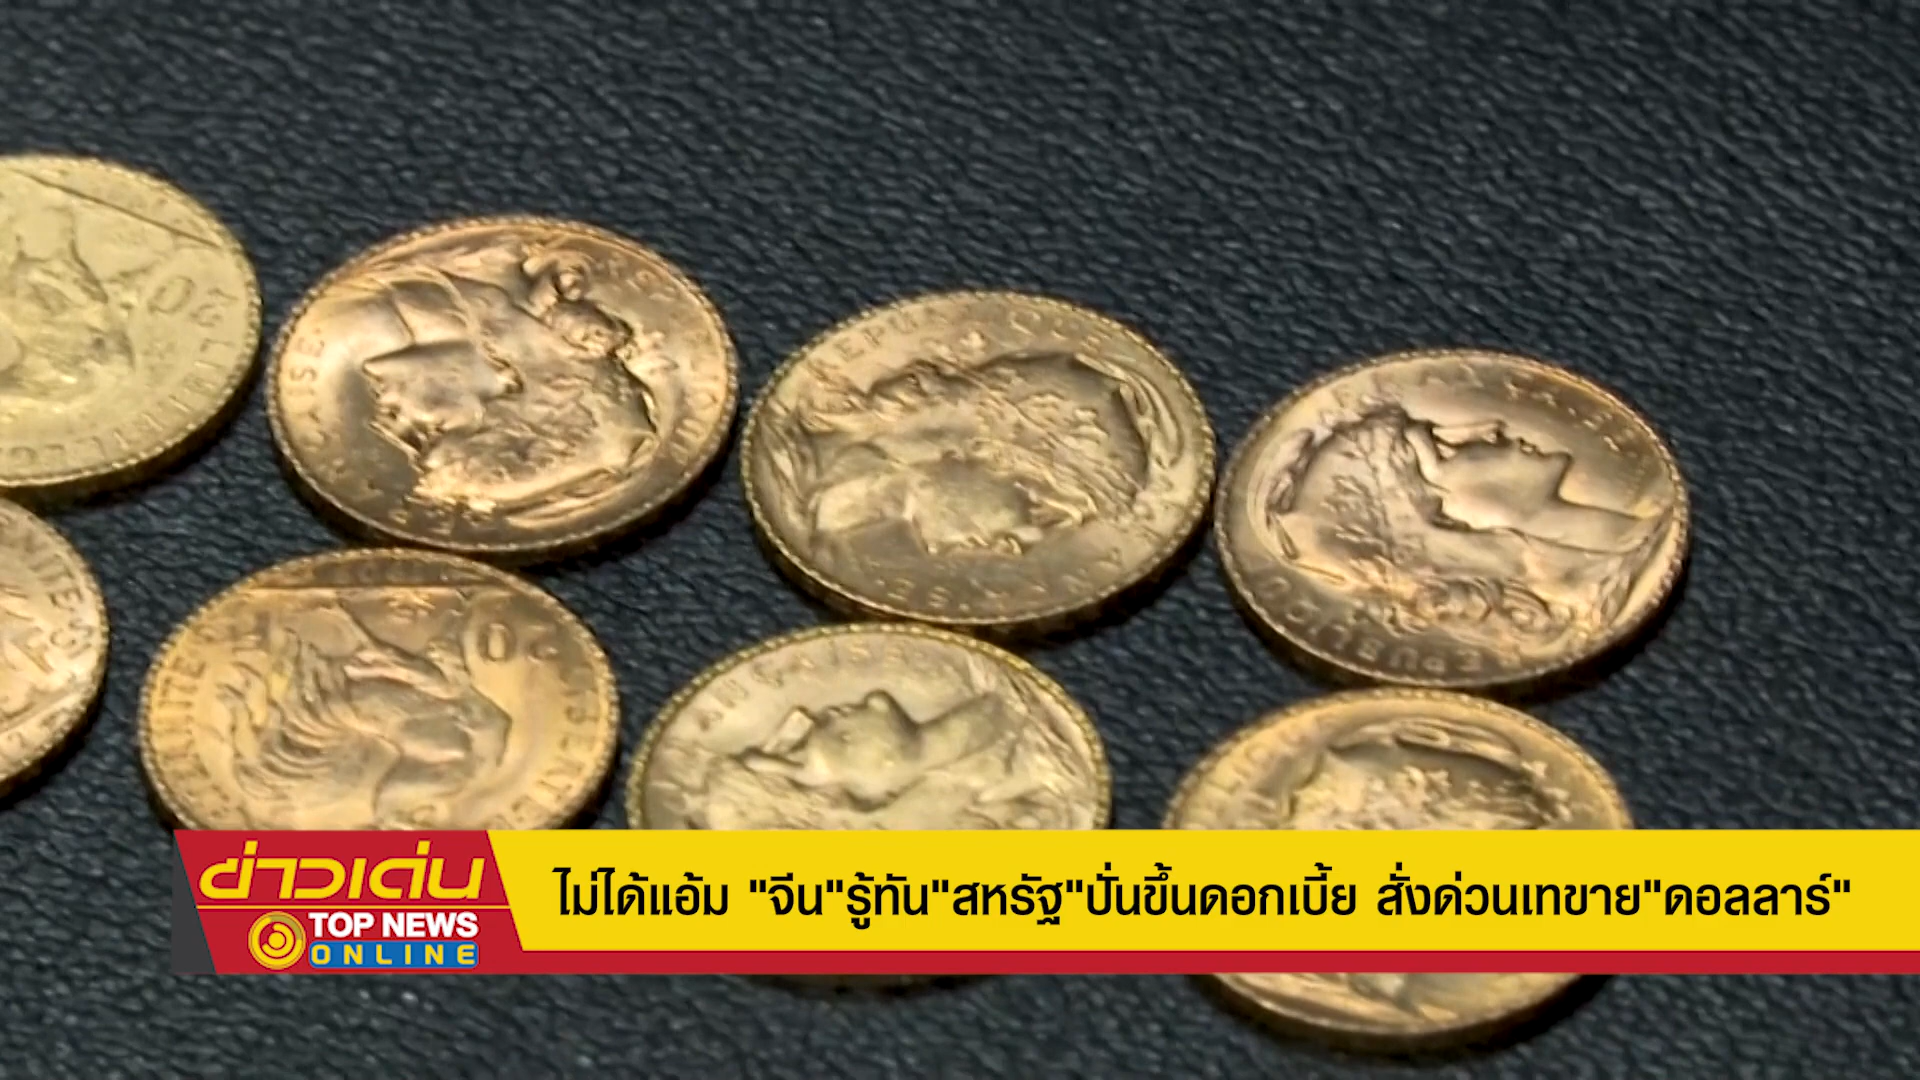 20
20
ข่าวเด่น
TOP NEWS
ONLINE
ไม่ได้แอ้ม "จีน"รู้ทัน"สหรัฐ"ปั่นขึ้นดอกเบี้ย สั่งด่วนเทขาย"ดอลลาร์"